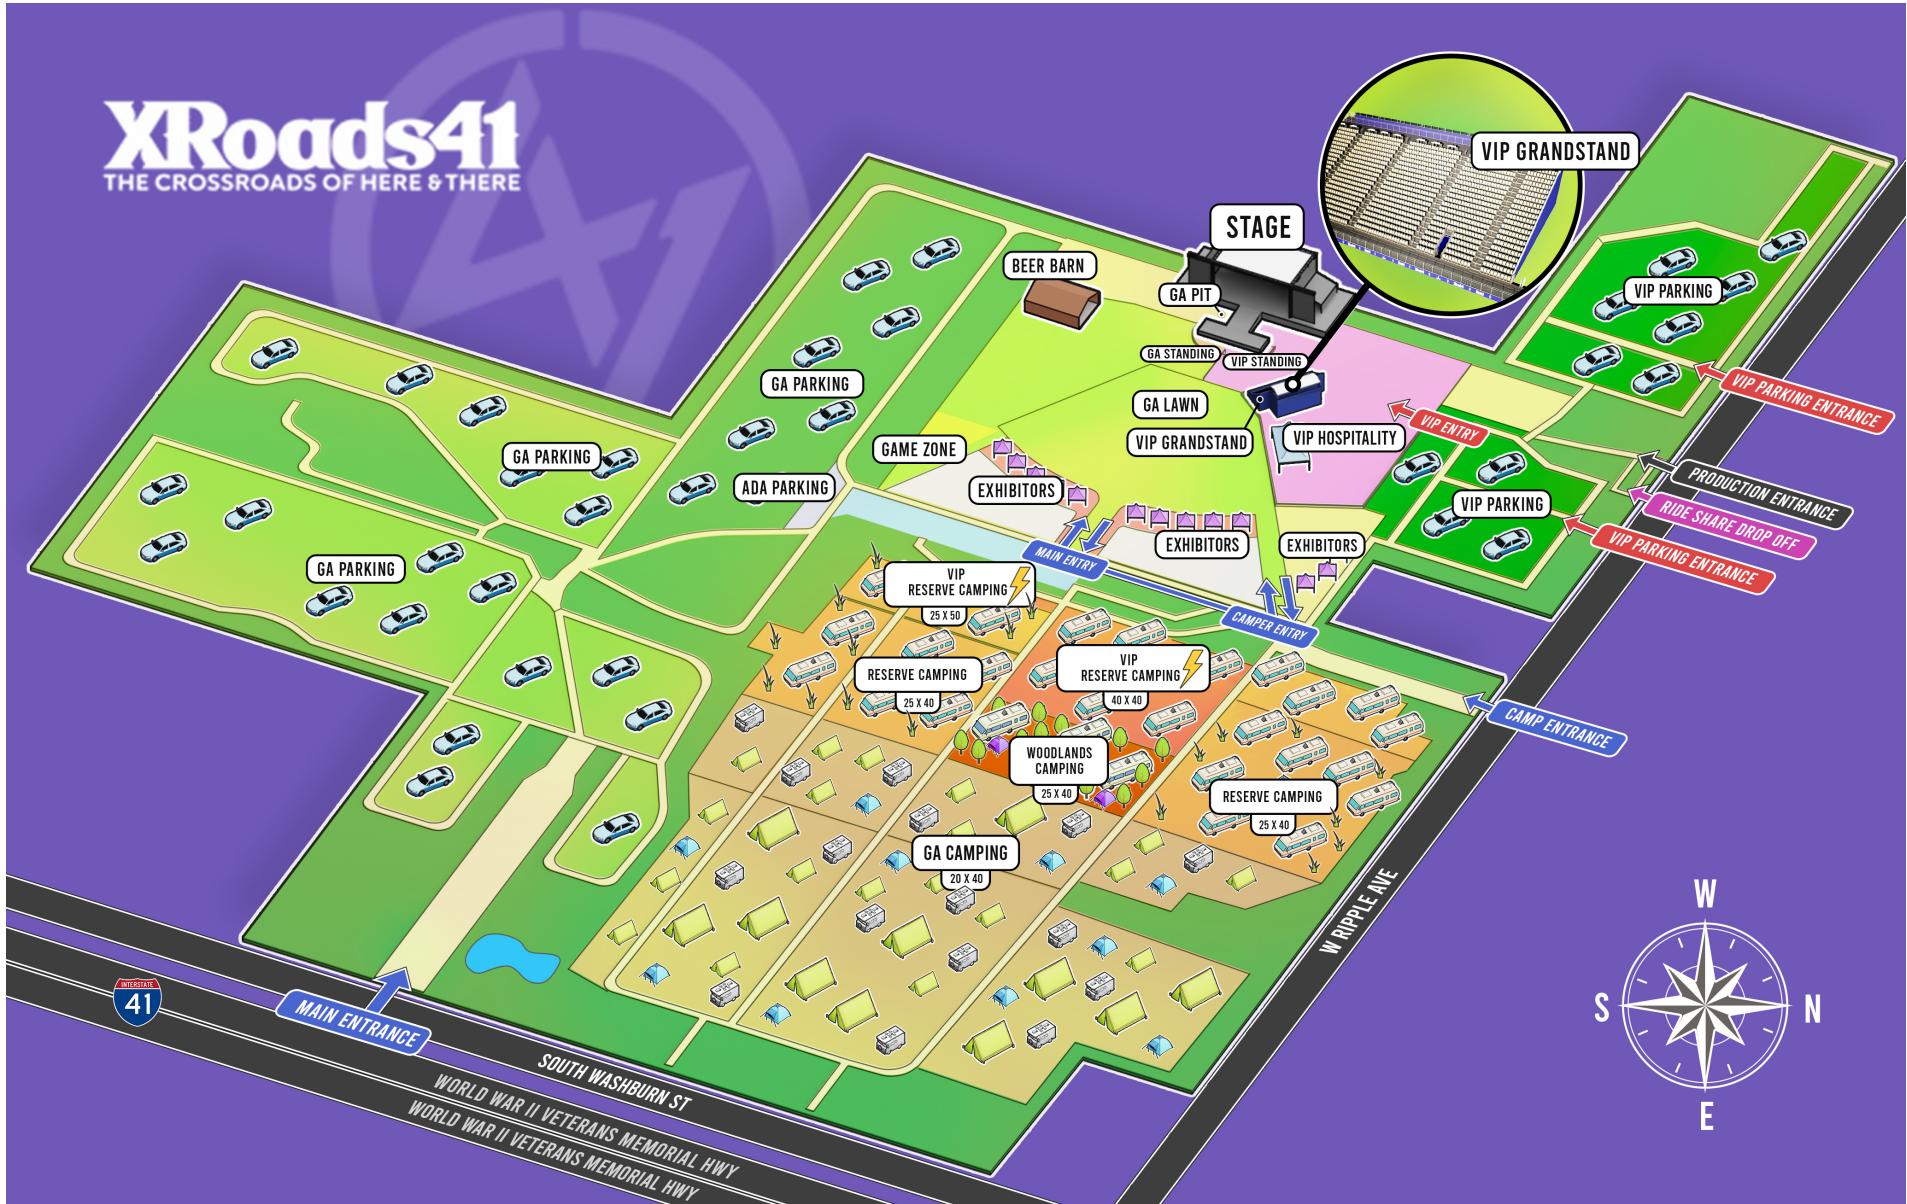 XRoads41
THE CROSSROADS OF HERE & THERE
VIP GRANDSTAND
STAGE
BEER BARN
GA PIT
VIP PARKING
GA STANDING
VIP STANDING
GA PARKING
VIP PARKING ENTRANCE
GA LAWN
VIP ENTRY
VIP GRANDSTAND
VIP HOSPITALITY
GAME ZONE
GA PARKING
ADA PARKING
EXHIBITORS
PRODUCTION ENTRANCE
VIP PARKING
RIDE SHARE DROP OFF
EXHIBITORS
EXHIBITORS
VIP PARKING ENTRANCE
MAIN ENTRY
GA PARKING
VIP
RESERVE CAMPING
25 X 50
CAMPER ENTRY
RESERVE CAMPING
25 X 40
VIP
RESERVE CAMPING
40 X 40
CAMP ENTRANCE
WOODLANDS
CAMPING
25 X 40
RESERVE CAMPING
25 X 40
GA CAMPING
20 X 40
W RIPPLE AVE
W
S
N
E
INTERSTATE
41
MAIN ENTRANCE
SOUTH WASHBURN ST
WORLD WAR II VETERANS MEMORIAL HWY
WORLD WAR II VETERANS MEMORIAL HWY